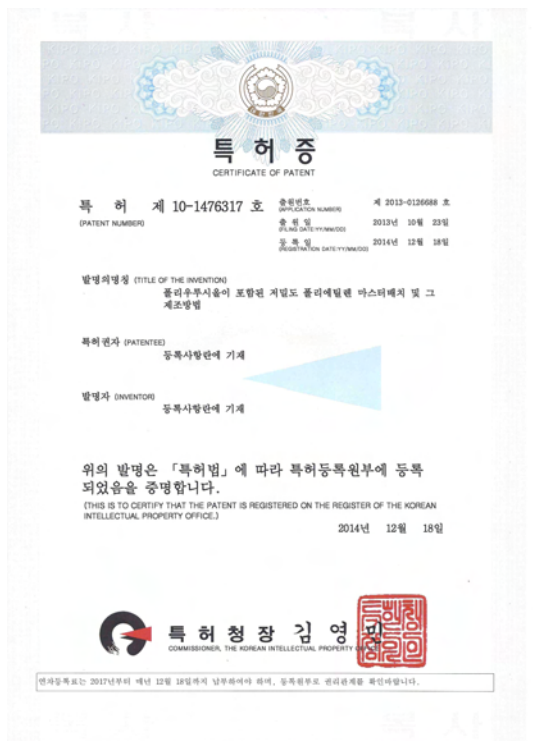 특 허 증
CERTIFICATE OF PATENT
특 허 제 10-1476317 호
(PATENT NUMBER)
출원번호 제 2013-0126688 호
(APPLICATION NUMBER)
출 원 일 2013년 10월 23일
(FILING DATE:YY/MM/DD)
등 록 일 2014년 12월 18일
(REGISTRATION DATE:YY/MM/DD)
발명의명칭 (TITLE OF THE INVENTION)
폴리우루시올이 포함된 저밀도 폴리에틸렌 마스터배치 및 그
제조방법
특허권자 (PATENTEE)
등록사항란에 기재
발명자 (INVENTOR)
등록사항란에 기재
위의 발명은 「특허법」에 따라 특허등록원부에 등록
되었음을 증명합니다.
(THIS IS TO CERTIFY THAT THE PATENT IS REGISTERED ON THE REGISTER OF THE KOREAN
INTELLECTUAL PROPERTY OFFICE.)
2014년 12월 18일
특허청장 김영민
COMMISSIONER, THE KOREAN INTELLECTUAL PROPERTY OFFICE
연차등록료는 2017년부터 매년 12월 18일까지 납부하여야 하며, 등록원부로 권리관계를 확인바랍니다.